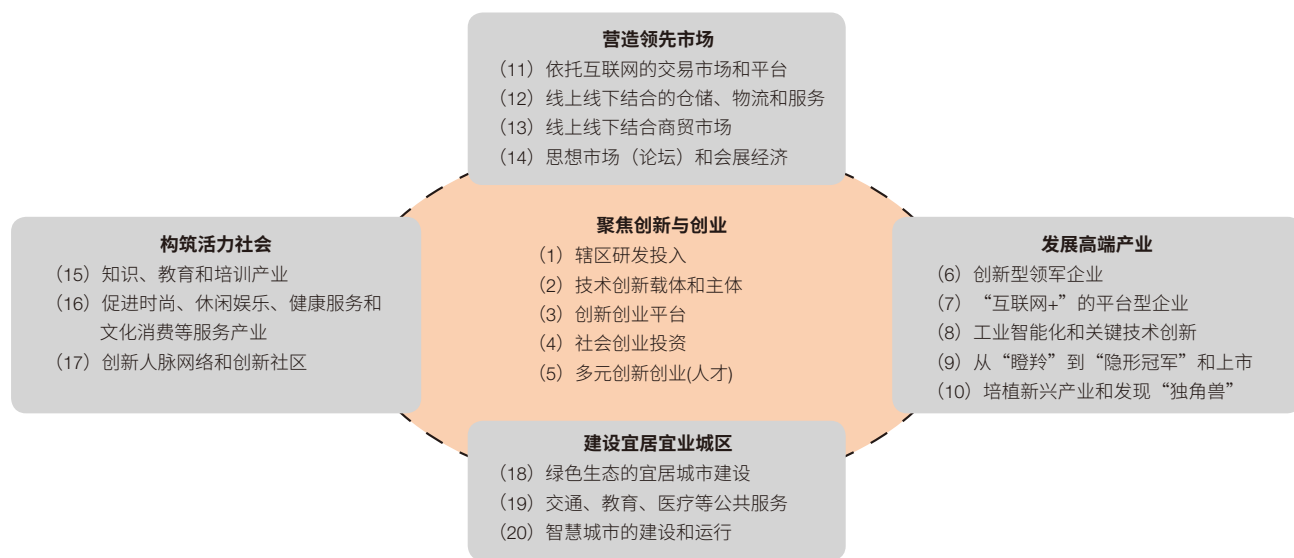 营造领先市场
（11）依托互联网的交易市场和平台
（12）线上线下结合的仓储、物流和服务
（13）线上线下结合商贸市场
（14）思想市场（论坛）和会展经济
构筑活力社会
（15）知识、教育和培训产业
（16）促进时尚、休闲娱乐、健康服务和
文化消费等服务产业
（17）创新人脉网络和创新社区
聚焦创新与创业
（1）辖区研发投入
（2）技术创新载体和主体
（3）创新创业平台
（4）社会创业投资
（5）多元创新创业(人才)
发展高端产业
（6）创新型领军企业
（7）“互联网+”的平台型企业
（8）工业智能化和关键技术创新
（9）从“瞪羚”到“隐形冠军”和上市
（10）培植新兴产业和发现“独角兽”
建设宜居宜业城区
（18）绿色生态的宜居城市建设
（19）交通、教育、医疗等公共服务
（20）智慧城市的建设和运行